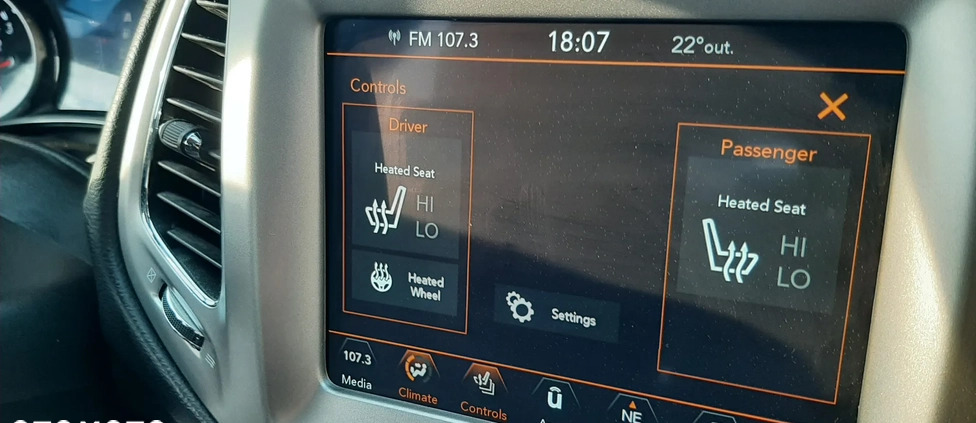 FM 107.3 18:07 22°out.
Controls
Driver
Heated Seat
HI
LO
Heated
Wheel
Settings
Passenger
Heated Seat
HI
LO
107.3
Media
Climate
Controls
NE